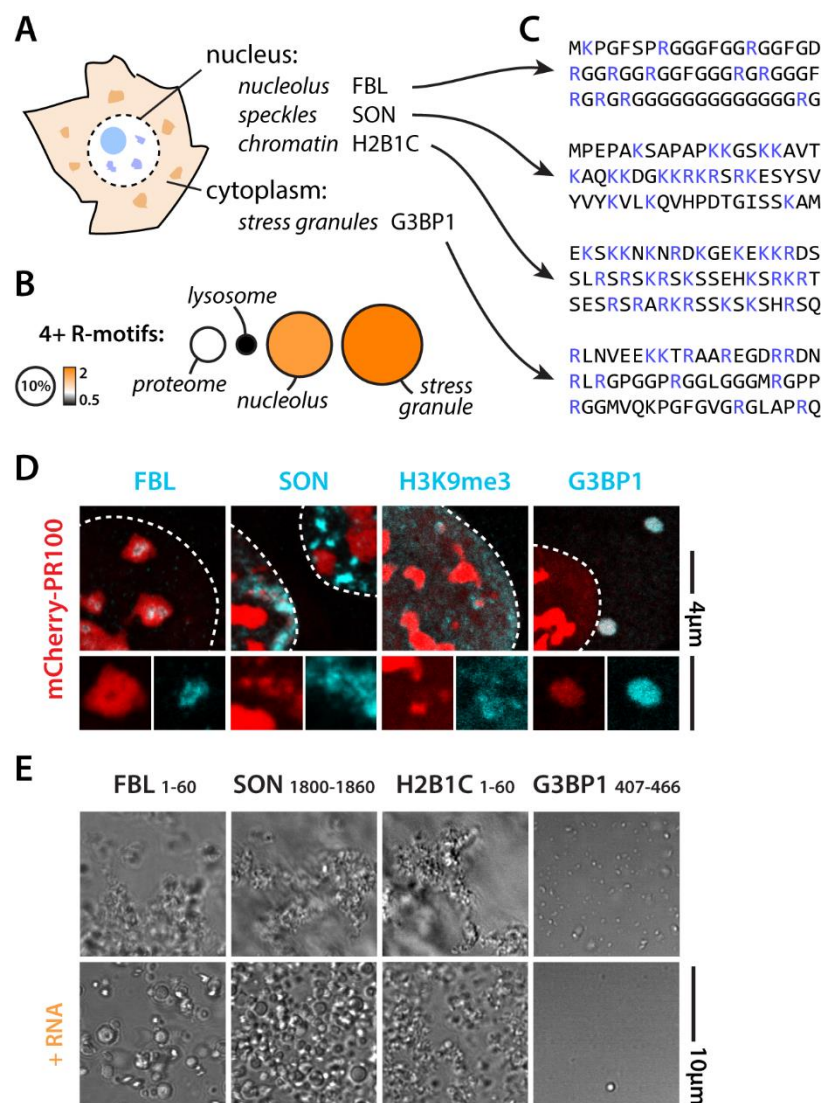 A
nucleus:
nucleolus FBL
speckles SON
chromatin H2B1C
cytoplasm:
stress granules G3BP1
B
4+ R-motifs:
10%
2
0.5
lysosome
proteome
nucleolus
stress
granule
C
MKPGFSPRGGGFGGRGGFGD
RGGRGGRGGFGGGRGRGGGF
RGRGRGGGGGGGGGGGGGRG
MPEPAKSAPAPKKGSKKAVT
KAQKKDGKKRKRSRKESYSV
YVYKVLKQVHPDTGISSKAM
EKSKKNKNRDKGEKEKKRDS
SLRSRSKRSKSSEHKSRKRT
SESRSRARKRSSKSKSHRSQ
RLNVEEKKTRAAREGDRRDN
RLRGPGGPRGGLGGGMRGPP
RGGMVQKPGFGVGRGLAPRQ
D
FBL SON H3K9me3 G3BP1
mCherry-PR100
4μm
E
FBL 1-60 SON 1800-1860 H2B1C 1-60 G3BP1 407-466
+ RNA
10μm